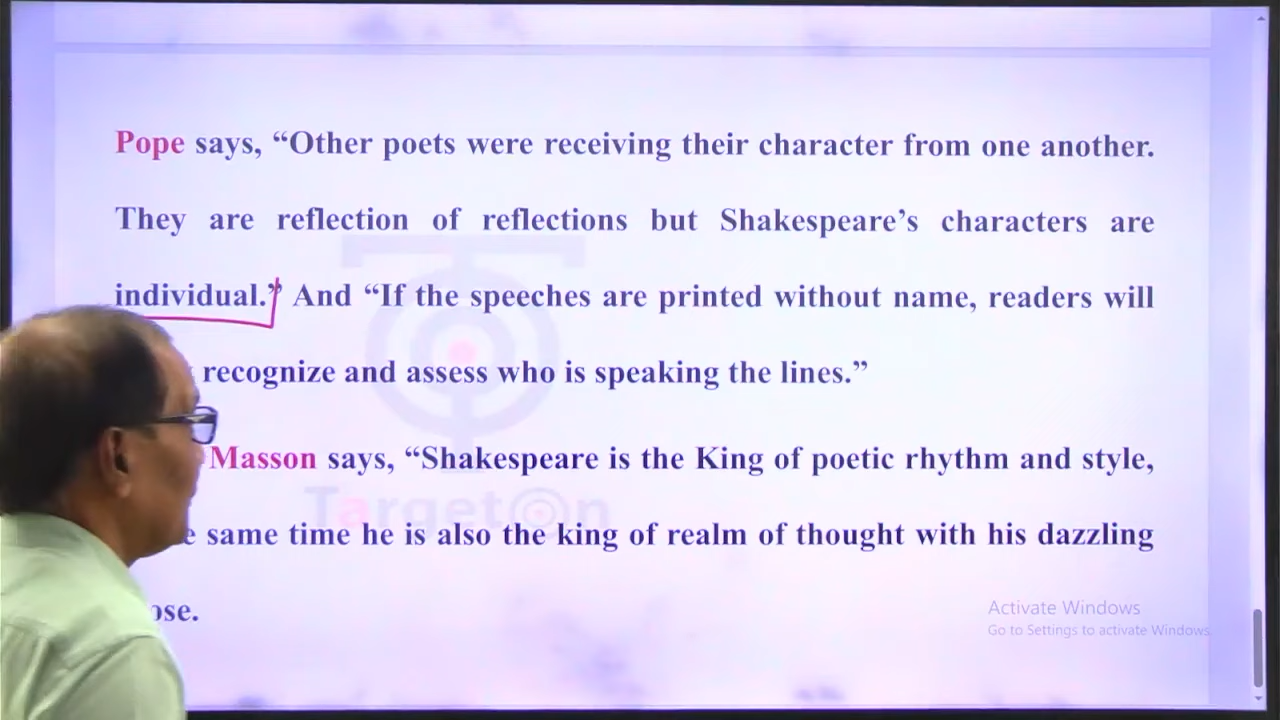 Pope says, “Other poets were receiving their character from one another.
They are reflection of reflections but Shakespeare’s characters are
individual.” And “If the speeches are printed without name, readers will
recognize and assess who is speaking the lines.”
Masson says, “Shakespeare is the King of poetic rhythm and style,
same time he is also the king of realm of thought with his dazzling
Target On
Activate Windows
Go to Settings to activate Windows.